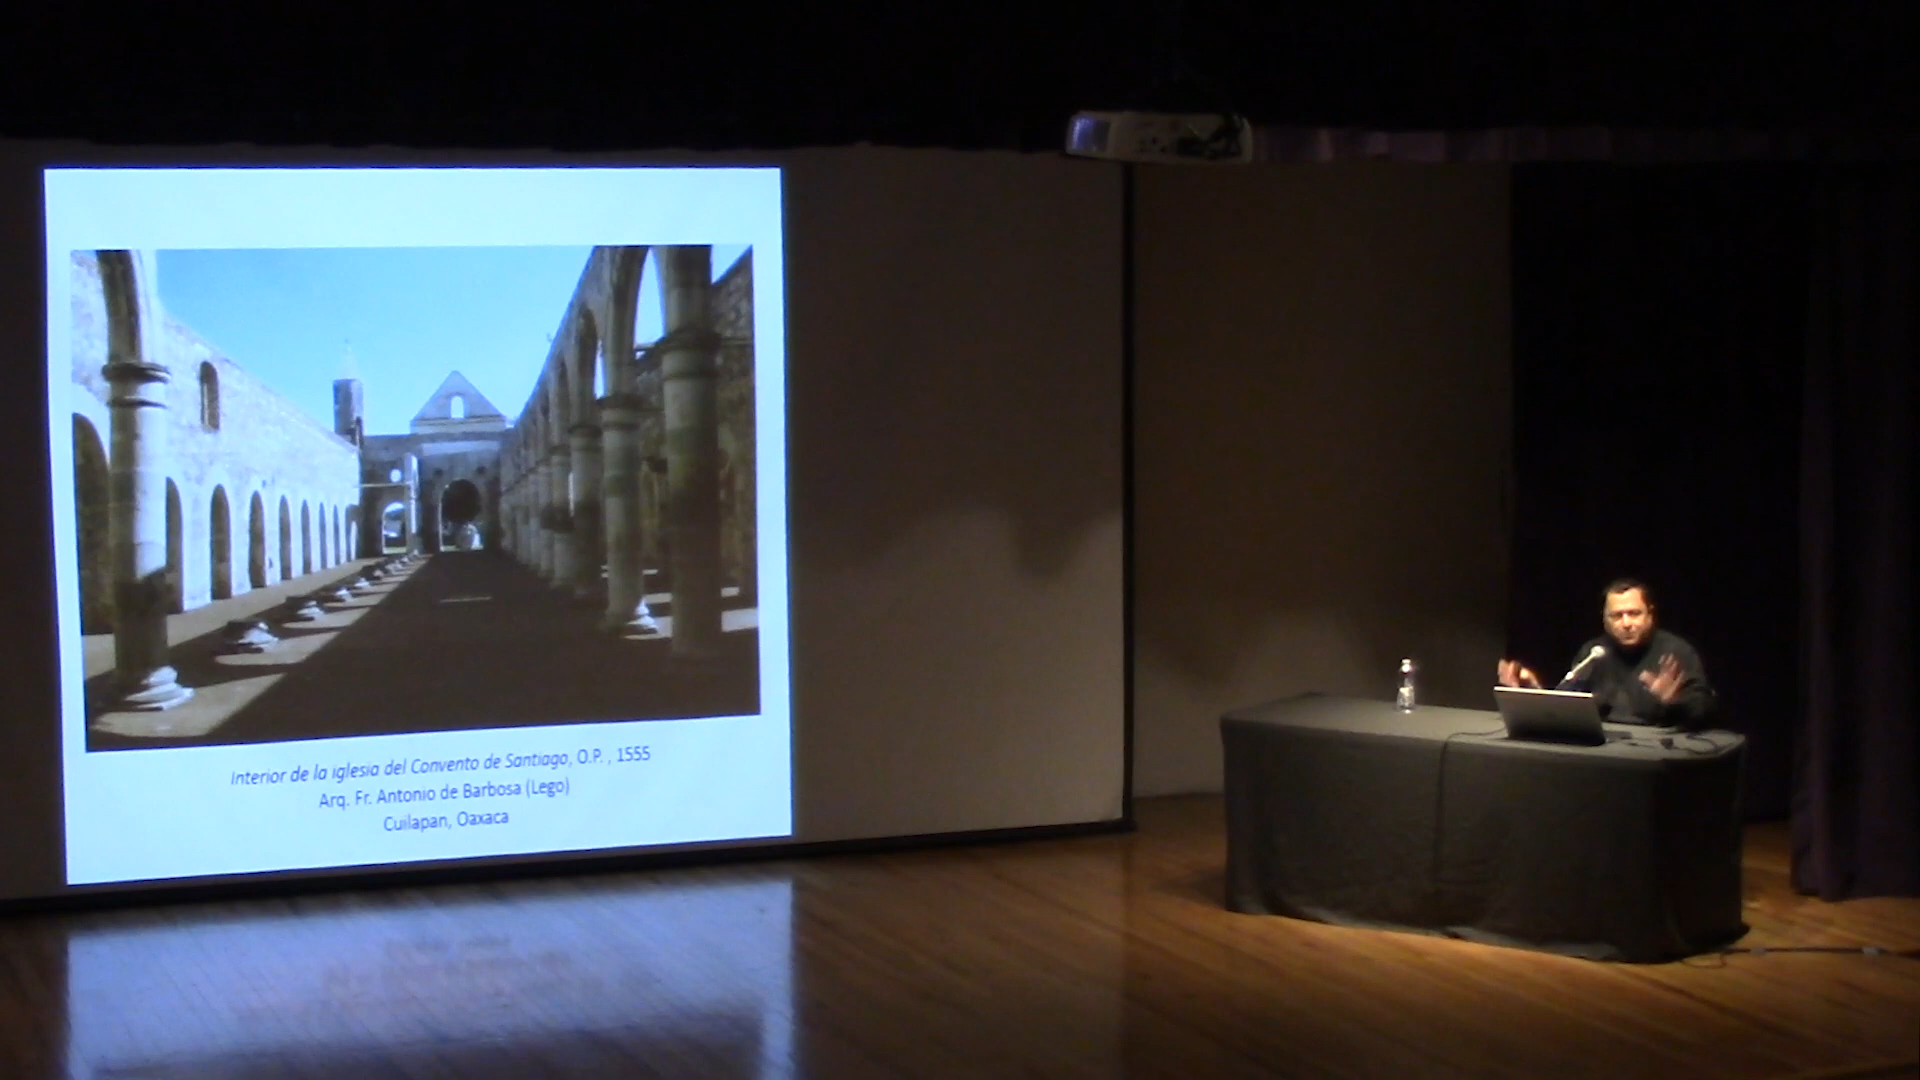 Interior de la iglesia del Convento de Santiago, O.P. , 1555
Arq. Fr. Antonio de Barbosa (Lego)
Cuilapan, Oaxaca